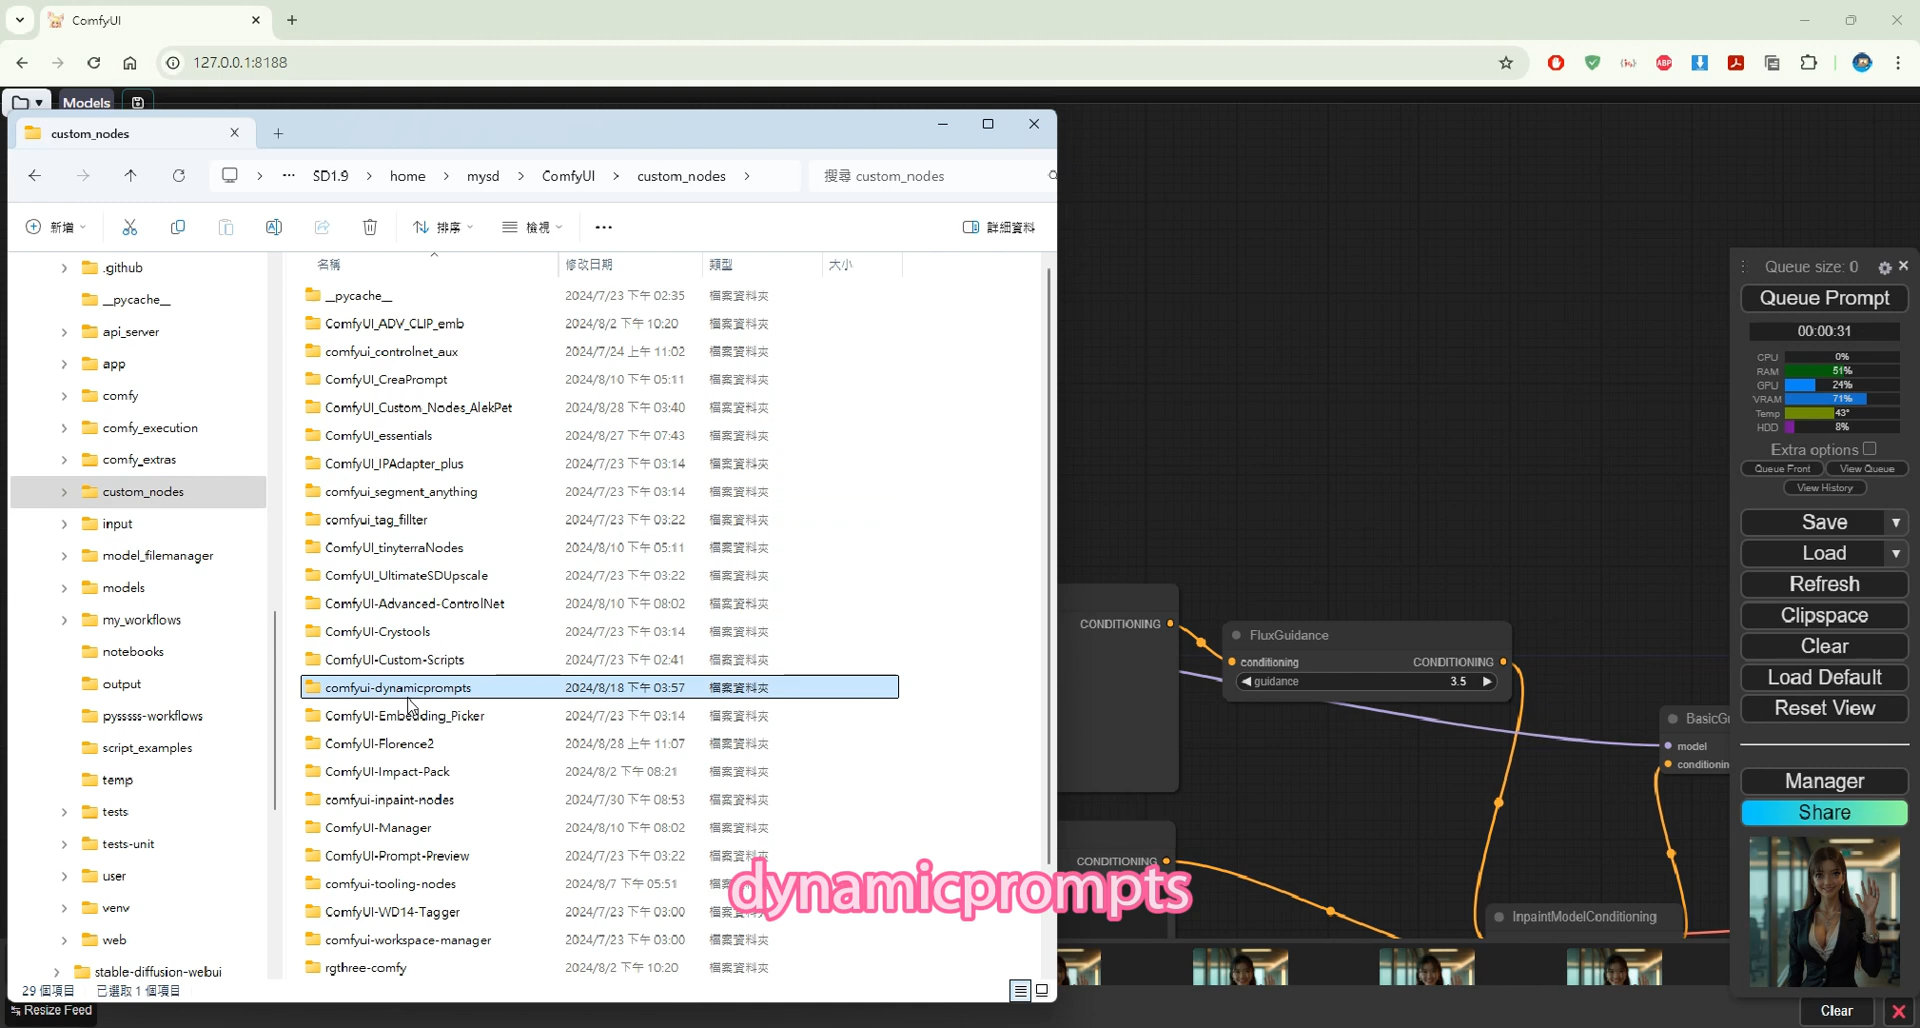 ComfyUI
127.0.0.1:8188
ABP
Models
custom_nodes
SD1.9
home
mysd
ComfyUI
custom_nodes
搜尋 custom_nodes
新增
排序
檢視
詳細資料
.github
__pycache__
api_server
app
comfy
comfy_execution
comfy_extras
custom_nodes
input
model_filemanager
models
my_workflows
notebooks
output
pysssss-workflows
script_examples
temp
tests
tests-unit
user
venv
web
stable-diffusion-webui
名稱 修改日期 類型 大小
__pycache__ 2024/7/23 下午 02:35 檔案資料夾
ComfyUI_ADV_CLIP_emb 2024/8/2 下午 10:20 檔案資料夾
comfyui_controlnet_aux 2024/7/24 上午 11:02 檔案資料夾
ComfyUI_CreaPrompt 2024/8/10 下午 05:11 檔案資料夾
ComfyUI_Custom_Nodes_AlekPet 2024/8/28 下午 03:40 檔案資料夾
ComfyUI_essentials 2024/8/27 下午 07:43 檔案資料夾
ComfyUI_IPAdapter_plus 2024/7/23 下午 03:14 檔案資料夾
comfyui_segment_anything 2024/7/23 下午 03:14 檔案資料夾
comfyui_tag_fillter 2024/7/23 下午 03:22 檔案資料夾
ComfyUI_tinyterraNodes 2024/8/10 下午 05:11 檔案資料夾
ComfyUI_UltimateSDUpscale 2024/7/23 下午 03:22 檔案資料夾
ComfyUI-Advanced-ControlNet 2024/8/10 下午 08:02 檔案資料夾
ComfyUI-Crystools 2024/7/23 下午 03:14 檔案資料夾
ComfyUI-Custom-Scripts 2024/7/23 下午 02:41 檔案資料夾
comfyui-dynamicprompts 2024/8/18 下午 03:57 檔案資料夾
ComfyUI-Embedding_Picker 2024/7/23 下午 03:14 檔案資料夾
ComfyUI-Florence2 2024/8/28 上午 11:07 檔案資料夾
ComfyUI-Impact-Pack 2024/8/2 下午 08:21 檔案資料夾
comfyui-inpaint-nodes 2024/7/30 下午 08:53 檔案資料夾
ComfyUI-Manager 2024/8/10 下午 08:02 檔案資料夾
ComfyUI-Prompt-Preview 2024/7/23 下午 03:22 檔案資料夾
comfyui-tooling-nodes 2024/8/7 下午 05:51
ComfyUI-WD14-Tagger 2024/7/23 下午 03:00
comfyui-workspace-manager 2024/7/23 下午 03:00 檔案資料夾
rgthree-comfy 2024/8/2 下午 10:20 檔案資料夾
29 個項目 已選取 1 個項目
Resize Feed
dynamicprompts
CONDITIONING
FluxGuidance
conditioning CONDITIONING
guidance 3.5
BasicGu
model
conditionin
CONDITIONING
InpaintModelConditioning
Queue size: 0
Queue Prompt
00:00:31
CPU 0%
RAM 51%
GPU 24%
VRAM 71%
Temp 43°
HDD 8%
Extra options
Queue Front View Queue
View History
Save
Load
Refresh
Clipspace
Clear
Load Default
Reset View
Manager
Share
Clear